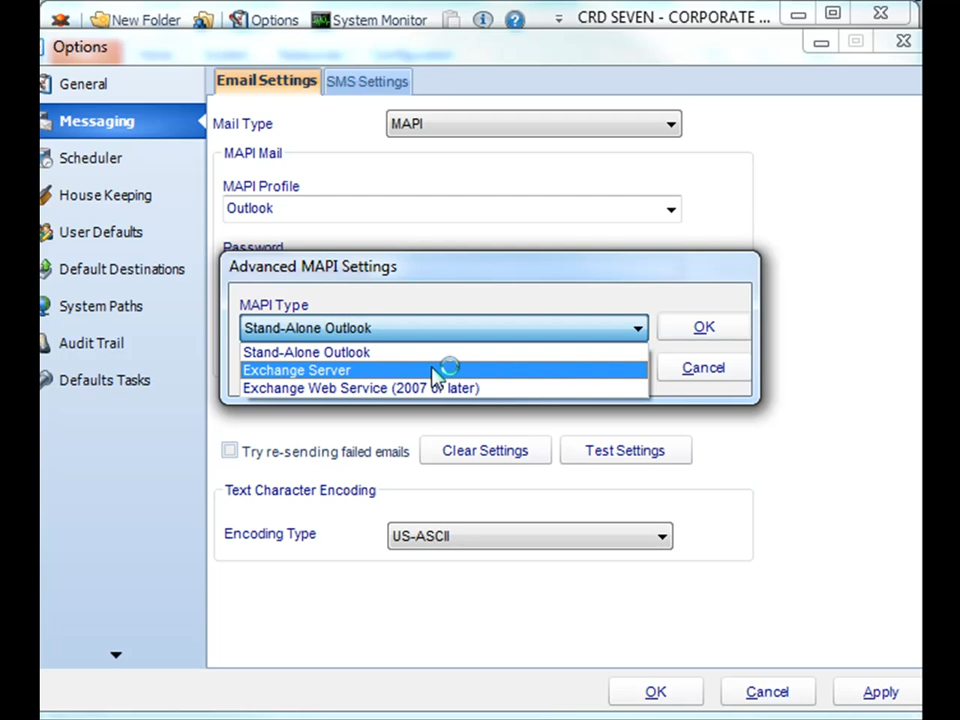 New Folder
Options
System Monitor
CRD SEVEN - CORPORATE ...
Options
General
Messaging
Scheduler
House Keeping
User Defaults
Default Destinations
System Paths
Audit Trail
Defaults Tasks
Email Settings
SMS Settings
Mail Type
MAPI
MAPI Mail
MAPI Profile
Outlook
Password
Advanced MAPI Settings
MAPI Type
Stand-Alone Outlook
OK
Stand-Alone Outlook
Exchange Server
Cancel
Exchange Web Service (2007 or later)
Try re-sending failed emails
Clear Settings
Test Settings
Text Character Encoding
Encoding Type
US-ASCII
OK
Cancel
Apply